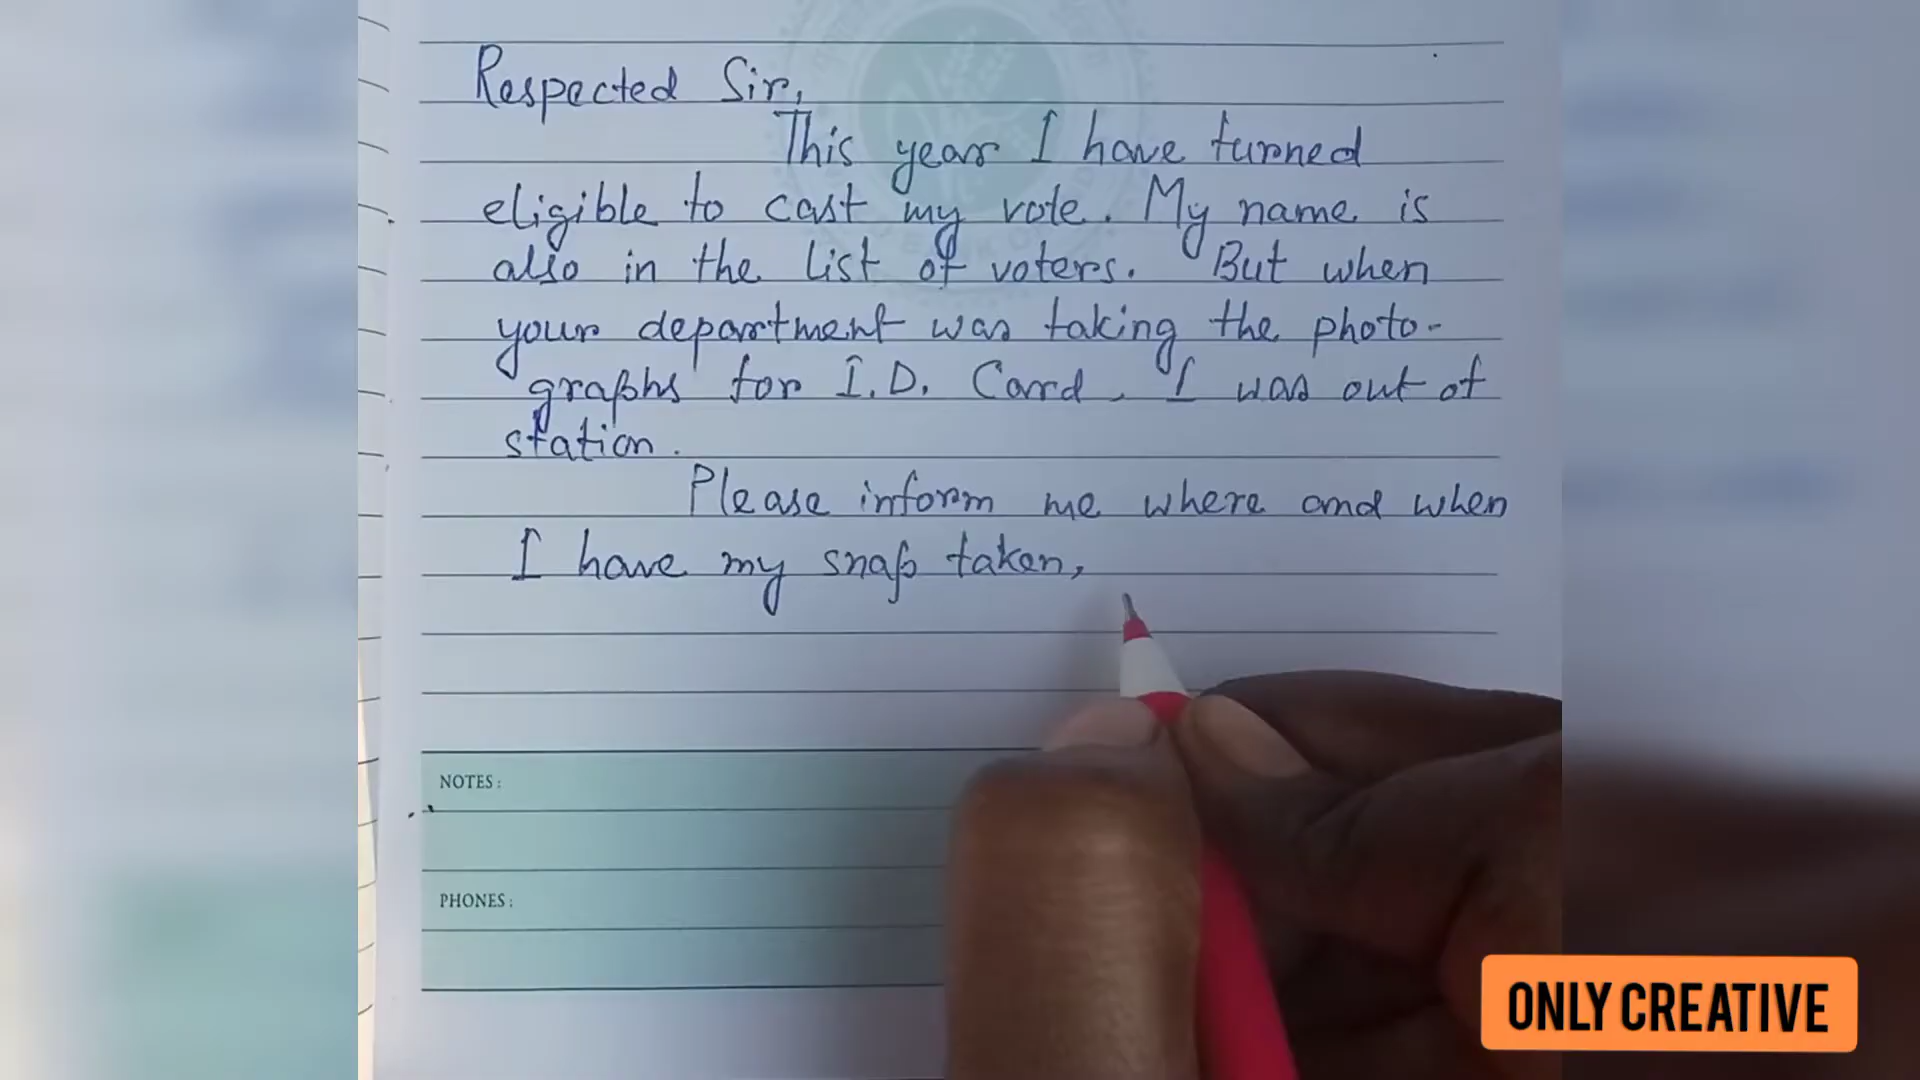 Respected Sir,
This year I have turned
eligible to cast my vote. My name is
also in the list of voters. But when
your department was taking the photo-
graphs for I.D. Card, I was out of
station.
Please inform me where and when
I have my snap taken,
NOTES:
PHONES:
ONLY CREATIVE